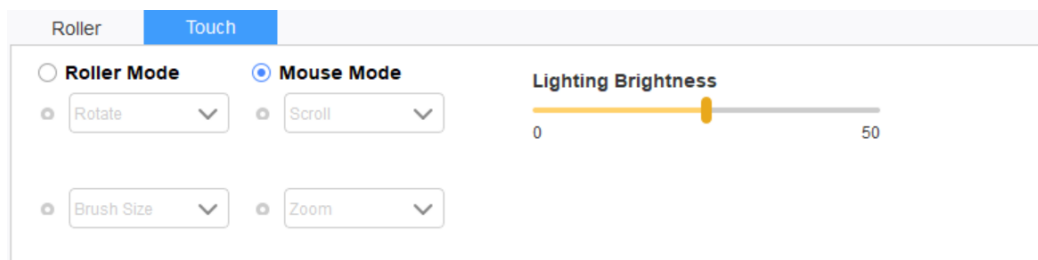 Roller Touch
Roller Mode Mouse Mode
Lighting Brightness
Rotate Scroll
0 50
Brush Size Zoom